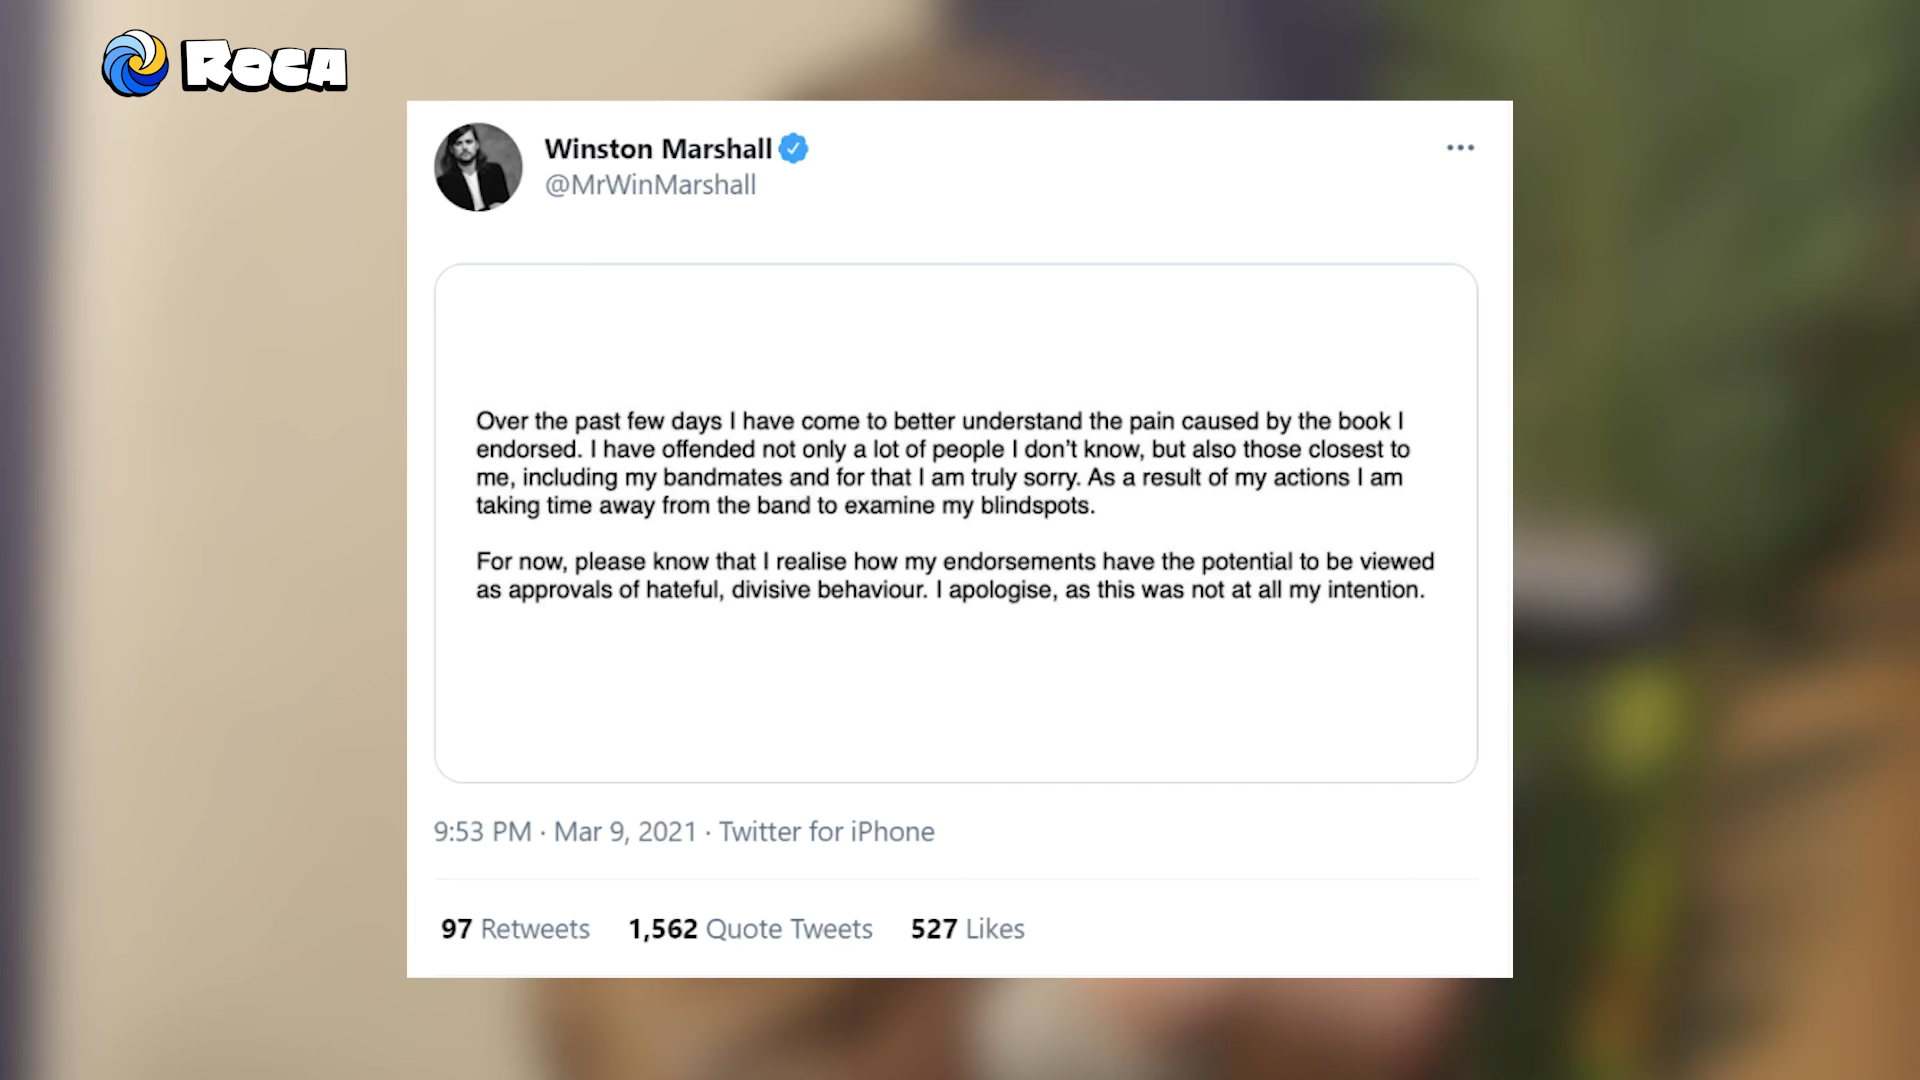 ROCA
Winston Marshall
@MrWinMarshall
Over the past few days I have come to better understand the pain caused by the book I
endorsed. I have offended not only a lot of people I don't know, but also those closest to
me, including my bandmates and for that I am truly sorry. As a result of my actions I am
taking time away from the band to examine my blindspots.
For now, please know that I realise how my endorsements have the potential to be viewed
as approvals of hateful, divisive behaviour. I apologise, as this was not at all my intention.
9:53 PM · Mar 9, 2021 · Twitter for iPhone
97 Retweets 1,562 Quote Tweets 527 Likes